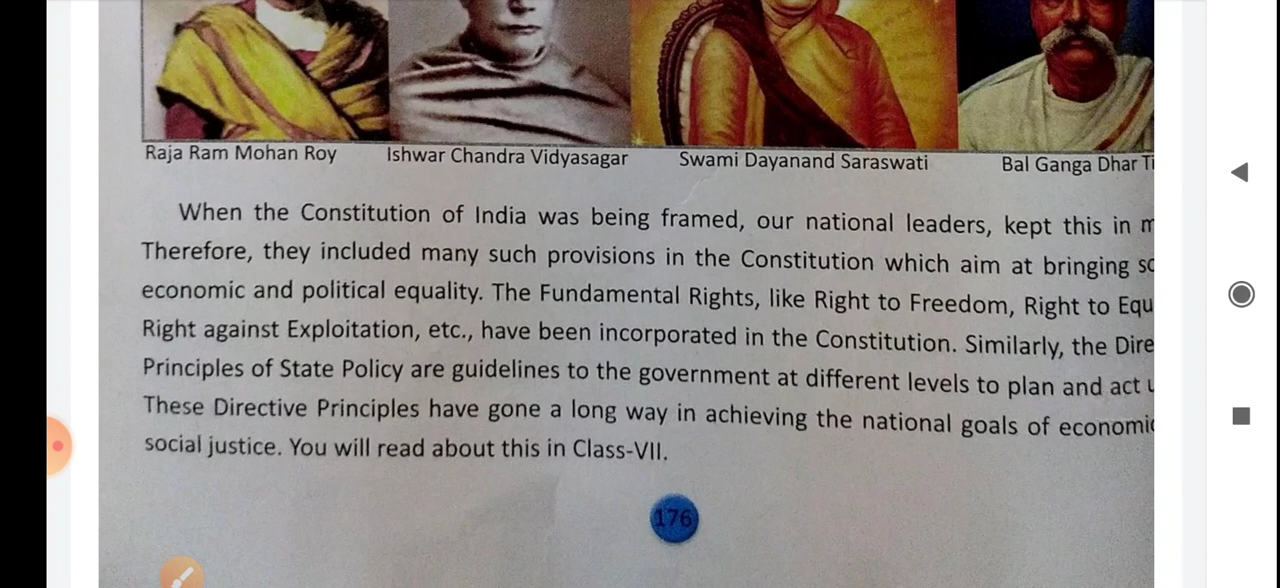 Raja Ram Mohan Roy Ishwar Chandra Vidyasagar Swami Dayanand Saraswati Bal Ganga Dhar
When the Constitution of India was being framed, our national leaders, kept this in
Therefore, they included many such provisions in the Constitution which aim at bringing
economic and political equality. The Fundamental Rights, like Right to Freedom, Right to
Right against Exploitation, etc., have been incorporated in the Constitution. Similarly, the
Principles of State Policy are guidelines to the government at different levels to plan and act
These Directive Principles have gone a long way in achieving the national goals of
social justice. You will read about this in Class-VII.
176